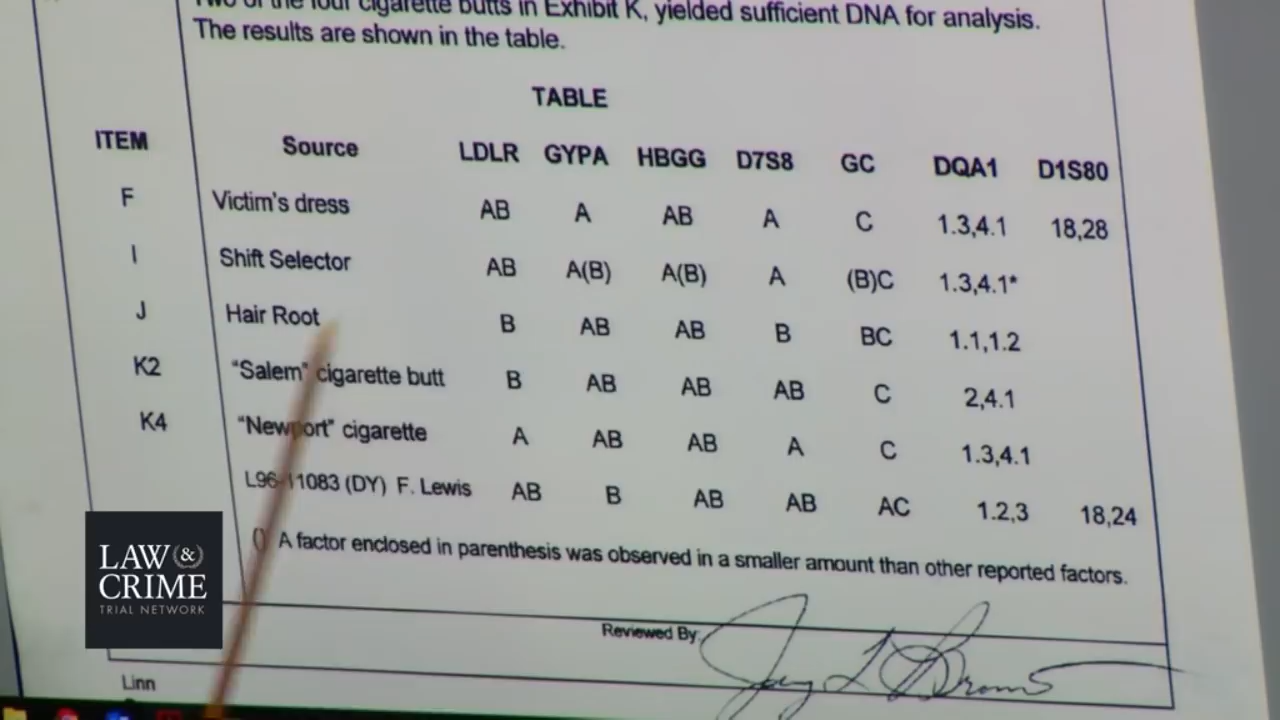 Two of the four cigarette butts in Exhibit K, yielded sufficient DNA for analysis.
The results are shown in the table.
TABLE
ITEM Source LDLR GYPA HBGG D7S8 GC DQA1 D1S80
F Victim's dress AB A AB A C 1.3,4.1 18,28
I Shift Selector AB A(B) A(B) A (B)C 1.3,4.1*
J Hair Root B AB AB B BC 1.1,1.2
K2 "Salem" cigarette butt B AB AB AB C 2,4.1
K4 "Newport" cigarette A AB AB A C 1.3,4.1
L96-11083 (DY) F. Lewis AB B AB AB AC 1.2,3 18,24
() A factor enclosed in parenthesis was observed in a smaller amount than other reported factors.
Reviewed By:
Linn
LAW &
CRIME
TRIAL NETWORK